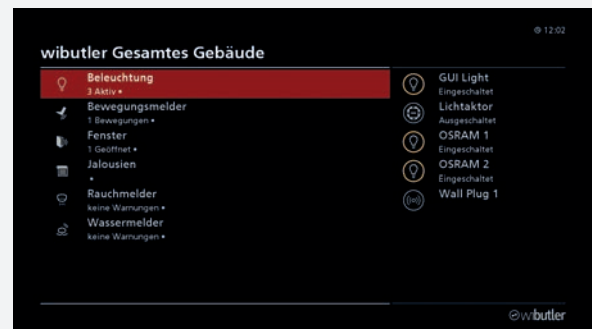 12:02
wibutler Gesamtes Gebäude
Beleuchtung
3 Aktiv •
Bewegungsmelder
1 Bewegungen •
Fenster
1 Geöffnet •
Jalousien
•
Rauchmelder
keine Warnungen •
Wassermelder
keine Warnungen •
GUI Light
Eingeschaltet
Lichtaktor
Ausgeschaltet
OSRAM 1
Eingeschaltet
OSRAM 2
Eingeschaltet
Wall Plug 1
wibutler